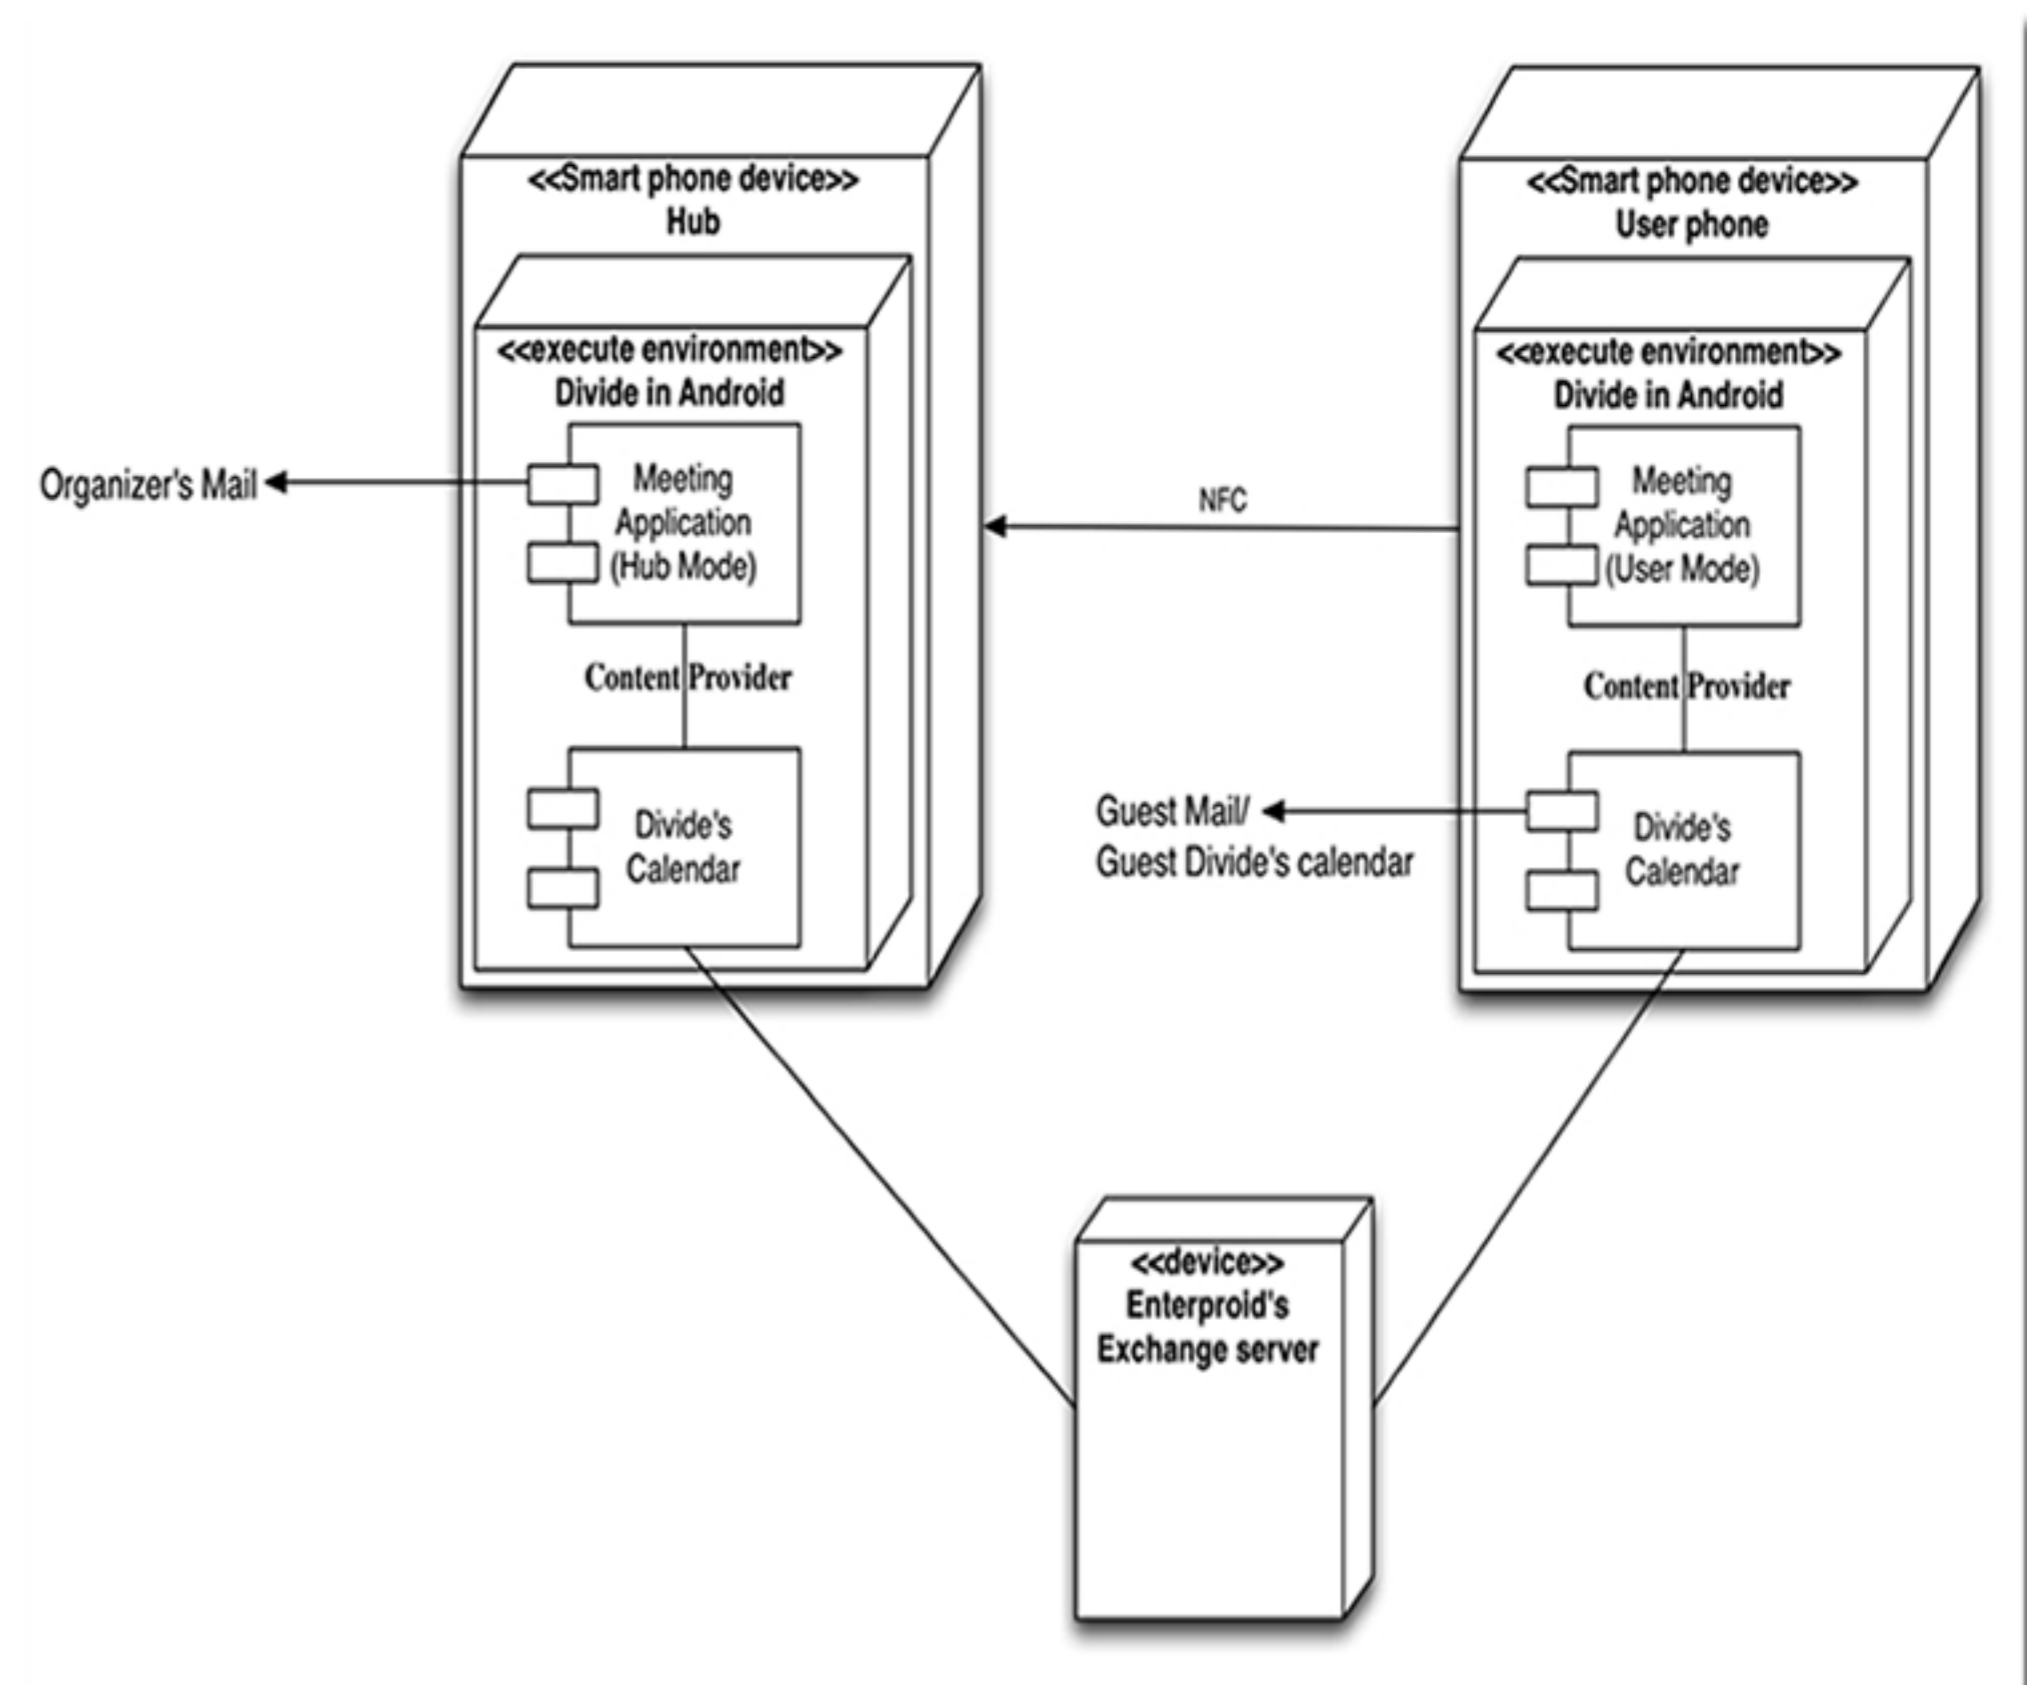 <<Smart phone device>>
Hub
<<execute environment>>
Divide in Android
Meeting
Application
(Hub Mode)
Content Provider
Divide's
Calendar
Organizer's Mail
NFC
<<Smart phone device>>
User phone
<<execute environment>>
Divide in Android
Meeting
Application
(User Mode)
Content Provider
Divide's
Calendar
Guest Mail/
Guest Divide's calendar
<<device>>
Enterproid's
Exchange server